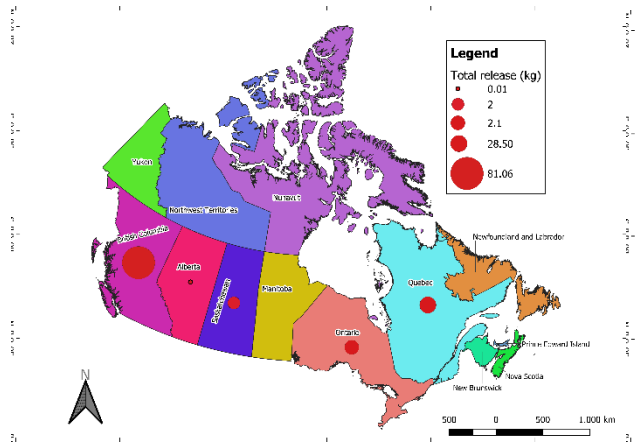 Legend
Total release (kg)
0.01
2
2.1
28.50
81.06
Yukon
Northwest Territories
Nunavut
British Columbia
Alberta
Saskatchewan
Manitoba
Ontario
Quebec
Newfoundland and Labrador
Prince Edward Island
Nova Scotia
New Brunswick
N
500 0 500 1.000 km